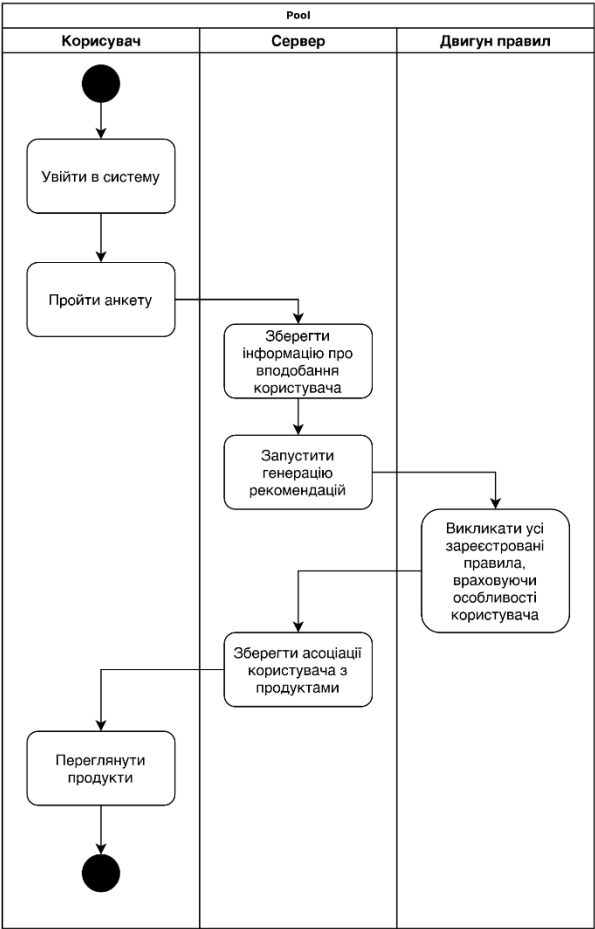 Pool
Корисувач
Сервер
Двигун правил
Увійти в систему
Пройти анкету
Зберегти
інформацію про
вподобання
користувача
Запустити
генерацію
рекомендацій
Викликати усі
зареєстровані
правила,
враховуючи
особливості
користувача
Зберегти асоціації
користувача з
продуктами
Переглянути
продукти